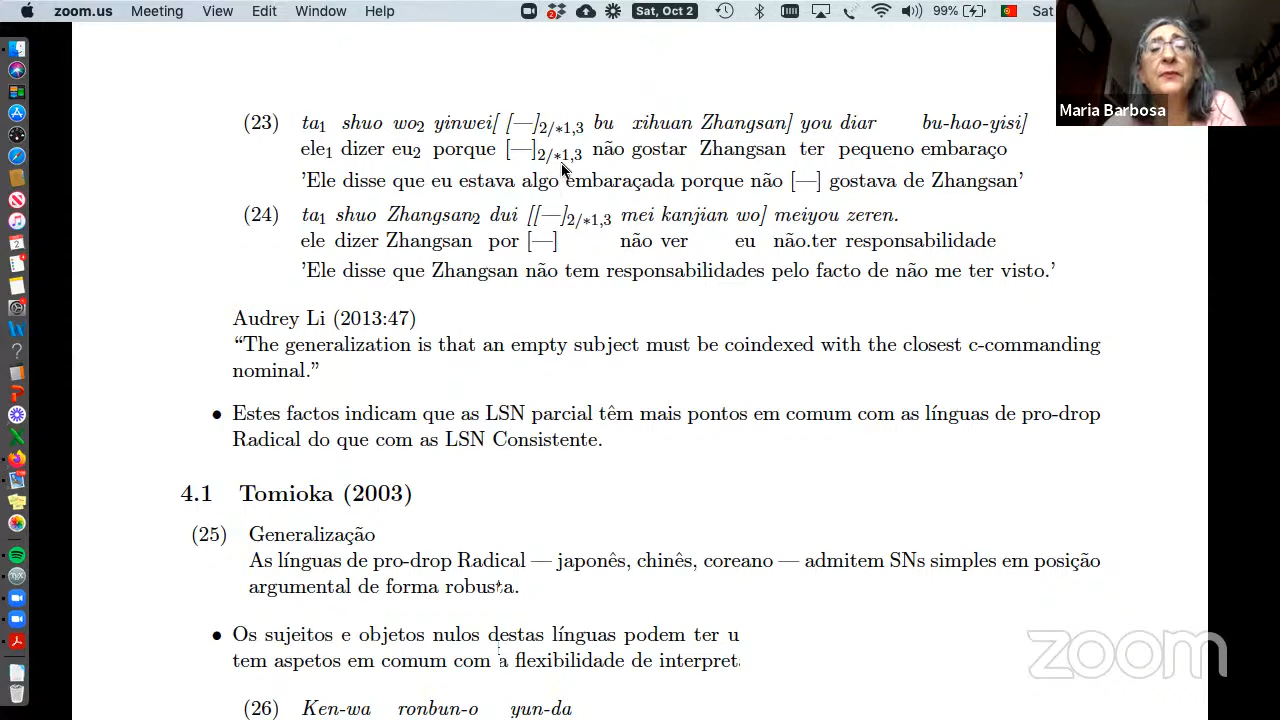 zoom.us Meeting View Edit Window Help Sat, Oct 2 99% Sat
Maria Barbosa
(23) ta1 shuo wo2 yinwei[ [—]2/∗1,3 bu xihuan Zhangsan] you diar bu-hao-yisi]
ele1 dizer eu2 porque [—]2/∗1,3 não gostar Zhangsan ter pequeno embaraço
'Ele disse que eu estava algo embaraçada porque não [—] gostava de Zhangsan'
(24) ta1 shuo Zhangsan2 dui [[—]2/∗1,3 mei kanjian wo] meiyou zeren.
ele dizer Zhangsan por [—] não ver eu não.ter responsabilidade
'Ele disse que Zhangsan não tem responsabilidades pelo facto de não me ter visto.'
Audrey Li (2013:47)
“The generalization is that an empty subject must be coindexed with the closest c-commanding
nominal.”
• Estes factos indicam que as LSN parcial têm mais pontos em comum com as línguas de pro-drop
Radical do que com as LSN Consistente.
4.1 Tomioka (2003)
(25) Generalização
As línguas de pro-drop Radical — japonês, chinês, coreano — admitem SNs simples em posição
argumental de forma robusta.
• Os sujeitos e objetos nulos destas línguas podem ter u
tem aspetos em comum com a flexibilidade de interpret
(26) Ken-wa ronbun-o yun-da
zoom